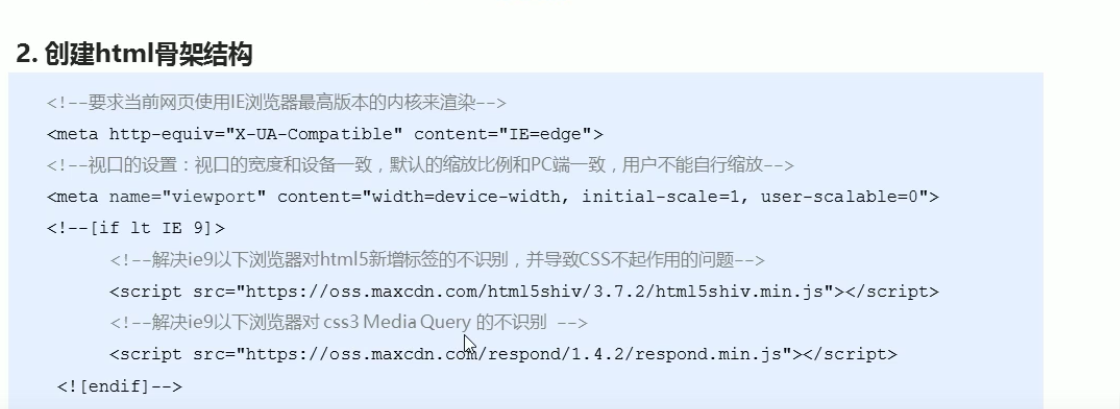 2. 创建html骨架结构
<!--要求当前网页使用IE浏览器最高版本的内核来渲染-->
<meta http-equiv="X-UA-Compatible" content="IE=edge">
<!--视口的设置：视口的宽度和设备一致，默认的缩放比例和PC端一致，用户不能自行缩放-->
<meta name="viewport" content="width=device-width, initial-scale=1, user-scalable=0">
<!--[if lt IE 9]>
<!--解决ie9以下浏览器对html5新增标签的不识别，并导致CSS不起作用的问题-->
<script src="https://oss.maxcdn.com/html5shiv/3.7.2/html5shiv.min.js"></script>
<!--解决ie9以下浏览器对 css3 Media Query 的不识别 -->
<script src="https://oss.maxcdn.com/respond/1.4.2/respond.min.js"></script>
<![endif]-->